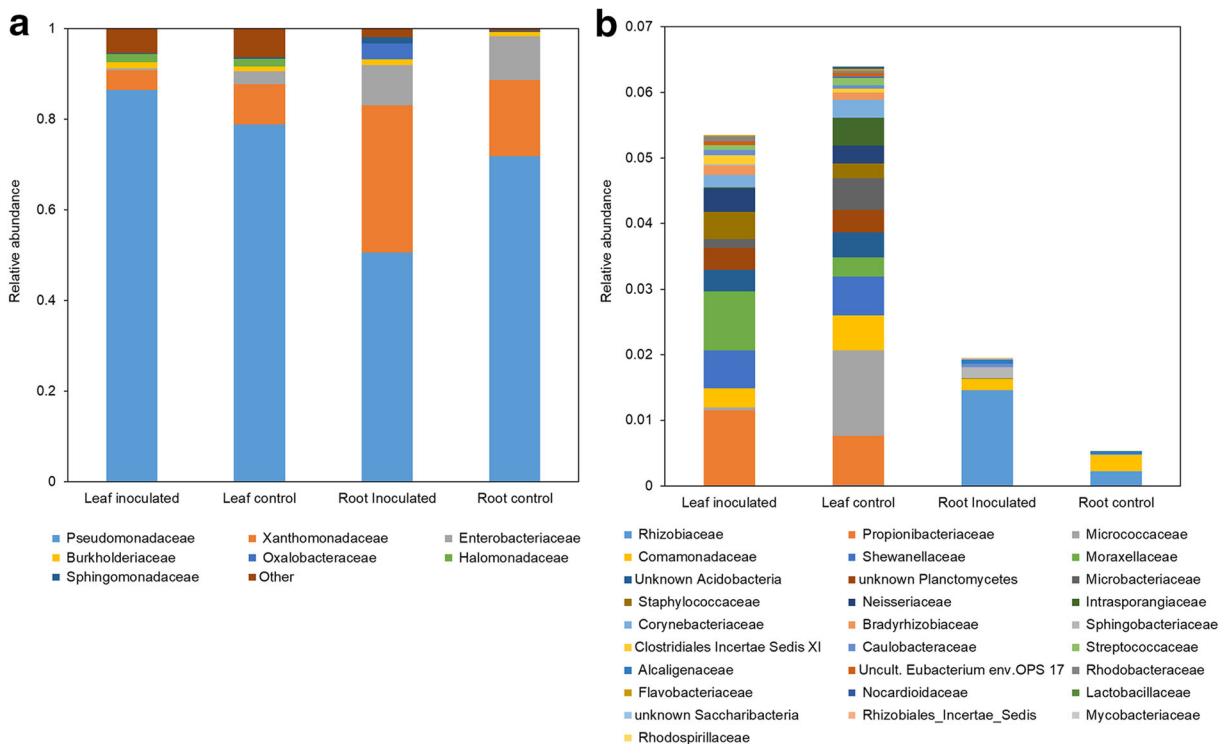 a
b
1
0.8
0.6
0.4
0.2
0
Relative abundance
Leaf inoculated Leaf control Root Inoculated Root control
Pseudomonadaceae Xanthomonadaceae Enterobacteriaceae
Burkholderiaceae Oxalobacteraceae Halomonadaceae
Sphingomonadaceae Other
0.07
0.06
0.05
0.04
0.03
0.02
0.01
0
Relative abundance
Leaf inoculated Leaf control Root Inoculated Root control
Rhizobiaceae Propionibacteriaceae Micrococcaceae
Comamonadaceae Shewanellaceae Moraxellaceae
Unknown Acidobacteria unknown Planctomycetes Microbacteriaceae
Staphylococcaceae Neisseriaceae Intrasporangiaceae
Corynebacteriaceae Bradyrhizobiaceae Sphingobacteriaceae
Clostridiales Incertae Sedis XI Caulobacteraceae Streptococcaceae
Alcaligenaceae Uncult. Eubacterium env.OPS 17 Rhodobacteraceae
Flavobacteriaceae Nocardioidaceae Lactobacillaceae
unknown Saccharibacteria Rhizobiales_Incertae_Sedis Mycobacteriaceae
Rhodospirillaceae